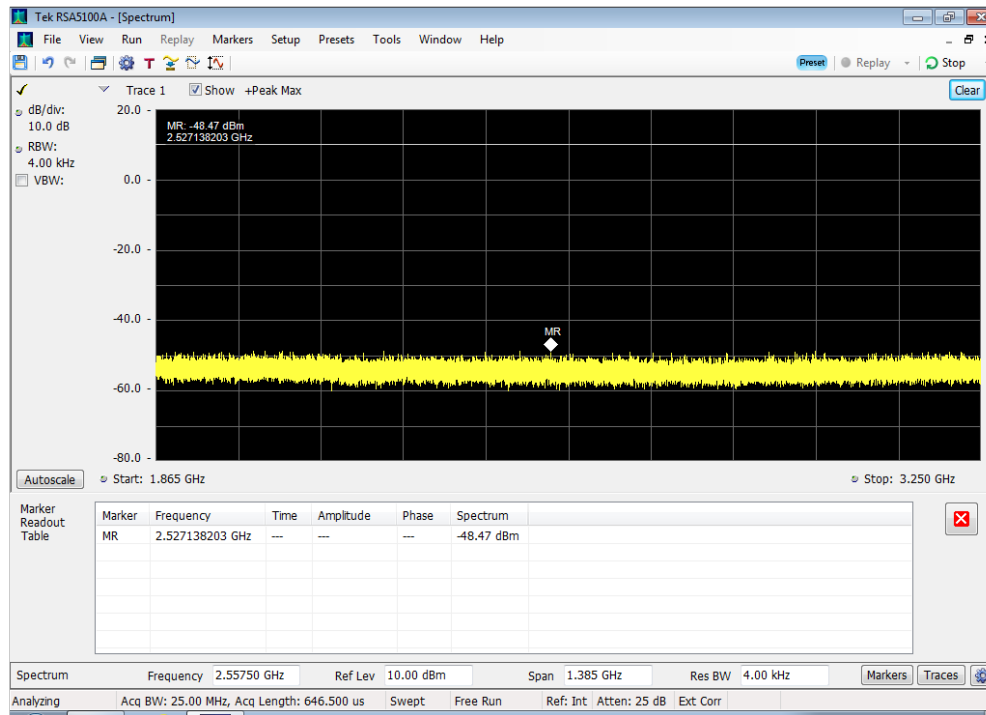 Tek RSA5100A - [Spectrum]
File View Run Replay Markers Setup Presets Tools Window Help
T Preset Replay Stop
Trace 1 Show +Peak Max Clear
dB/div:
10.0 dB
RBW:
4.00 kHz
VBW:
20.0
MR: -48.47 dBm
2.527138203 GHz
0.0
-20.0
-40.0
MR
-60.0
-80.0
Autoscale Start: 1.865 GHz Stop: 3.250 GHz
Marker
Readout
Table
Marker Frequency Time Amplitude Phase Spectrum
MR 2.527138203 GHz --- --- --- -48.47 dBm
Spectrum Frequency 2.55750 GHz Ref Lev 10.00 dBm Span 1.385 GHz Res BW 4.00 kHz Markers Traces
Analyzing Acq BW: 25.00 MHz, Acq Length: 646.500 us Swept Free Run Ref: Int Atten: 25 dB Ext Corr